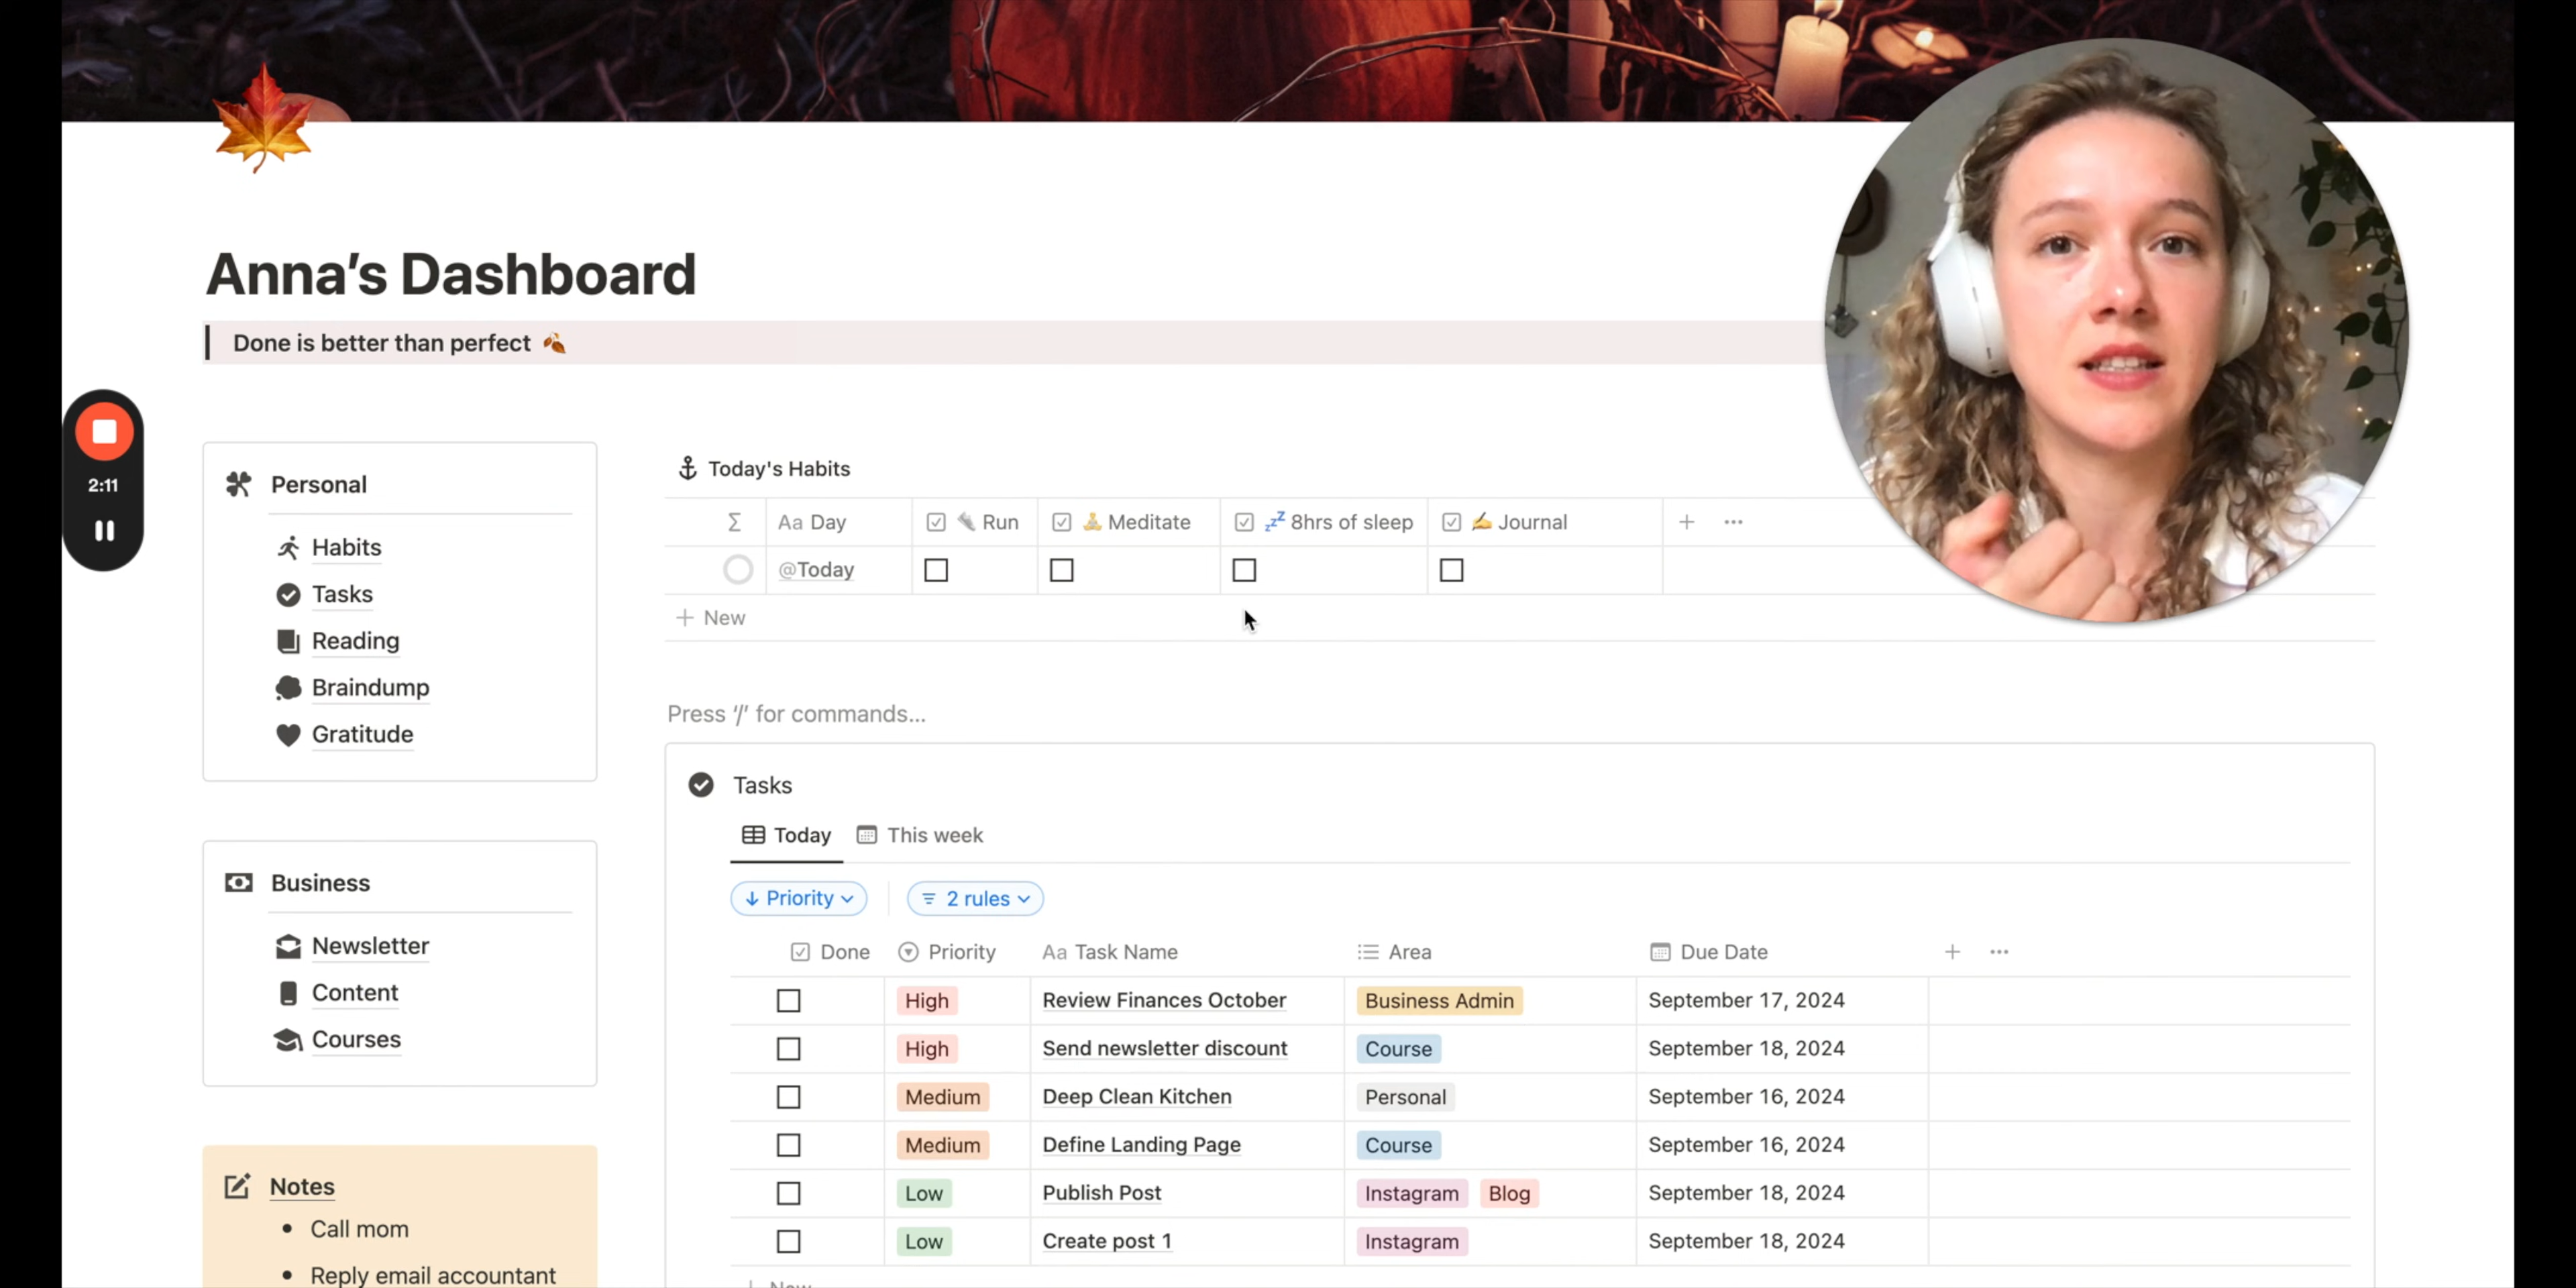 Anna's Dashboard
Done is better than perfect
2:11
Personal
Habits
Tasks
Reading
Braindump
Gratitude
Business
Newsletter
Content
Courses
Notes
Call mom
Reply email accountant
Today's Habits
Σ Aa Day Run Meditate 8hrs of sleep Journal
@Today
New
Press '/' for commands...
Tasks
Today This week
Priority 2 rules
Done Priority Aa Task Name Area Due Date
High Review Finances October Business Admin September 17, 2024
High Send newsletter discount Course September 18, 2024
Medium Deep Clean Kitchen Personal September 16, 2024
Medium Define Landing Page Course September 16, 2024
Low Publish Post Instagram Blog September 18, 2024
Low Create post 1 Instagram September 18, 2024
New